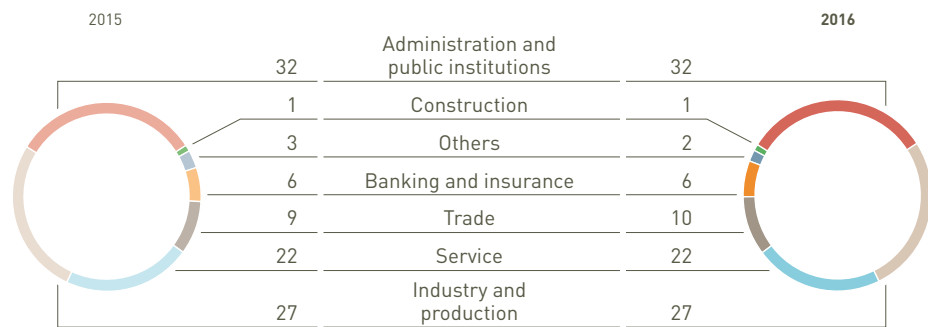 2015 2016
Administration and
32 public institutions 32
1 Construction 1
3 Others 2
6 Banking and insurance 6
9 Trade 10
22 Service 22
Industry and
27 production 27